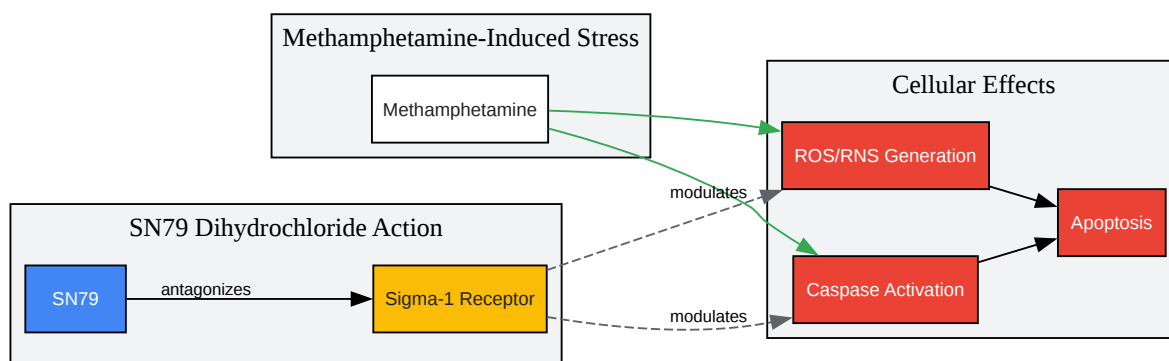 Methamphetamine-Induced Stress
Methamphetamine
Cellular Effects
ROS/RNS Generation
modulates
Apoptosis
SN79 Dihydrochloride Action
SN79
antagonizes
Sigma-1 Receptor
Caspase Activation
modulates